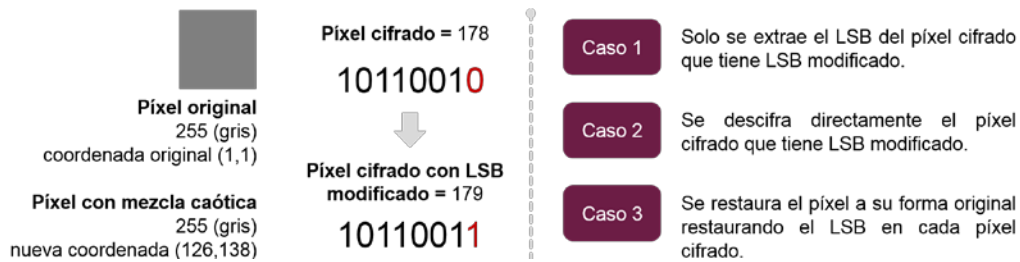 Píxel original
255 (gris)
coordenada original (1,1)
Píxel con mezcla caótica
255 (gris)
nueva coordenada (126,138)
Píxel cifrado = 178
10110010
Píxel cifrado con LSB
modificado = 179
10110011
Caso 1
Solo se extrae el LSB del píxel cifrado
que tiene LSB modificado.
Caso 2
Se descifra directamente el píxel
cifrado que tiene LSB modificado.
Caso 3
Se restaura el píxel a su forma original
restaurando el LSB en cada píxel
cifrado.